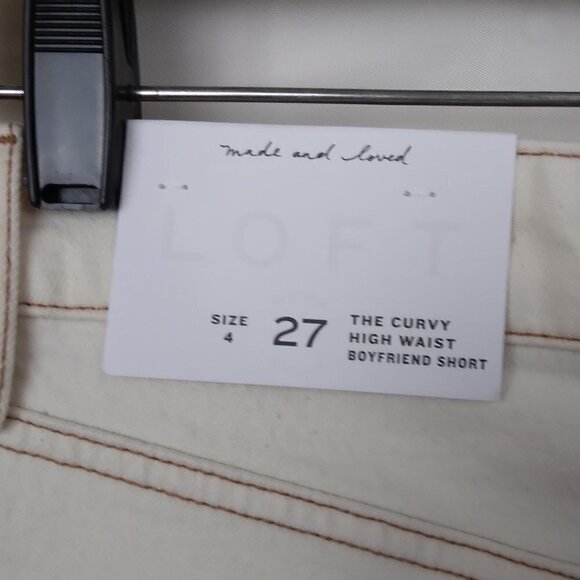 made and loved
LOFT
SIZE
4
27
THE CURVY
HIGH WAIST
BOYFRIEND SHORT